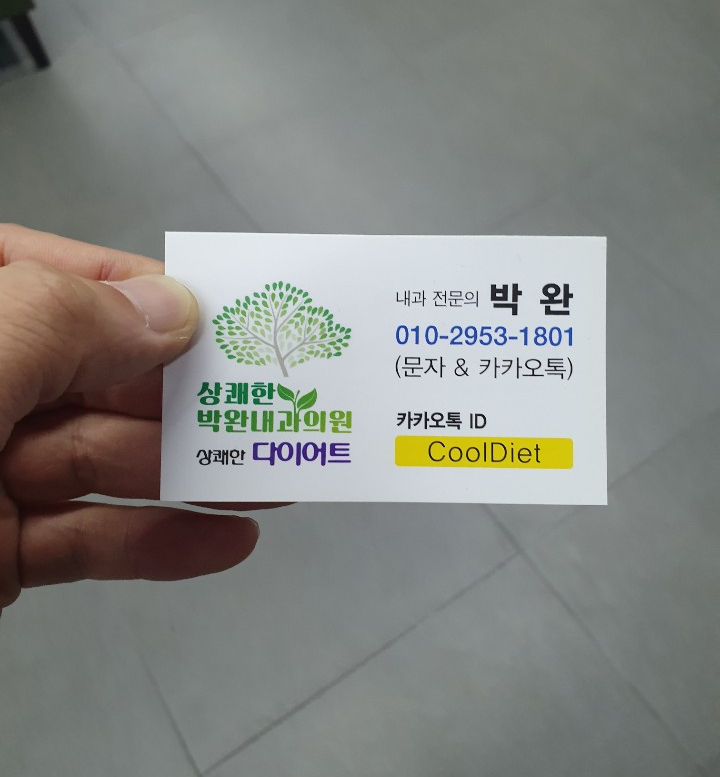 상쾌한
박완내과의원
상쾌한 다이어트
내과 전문의 박 완
010-2953-1801
(문자 & 카카오톡)
카카오톡 ID
CoolDiet